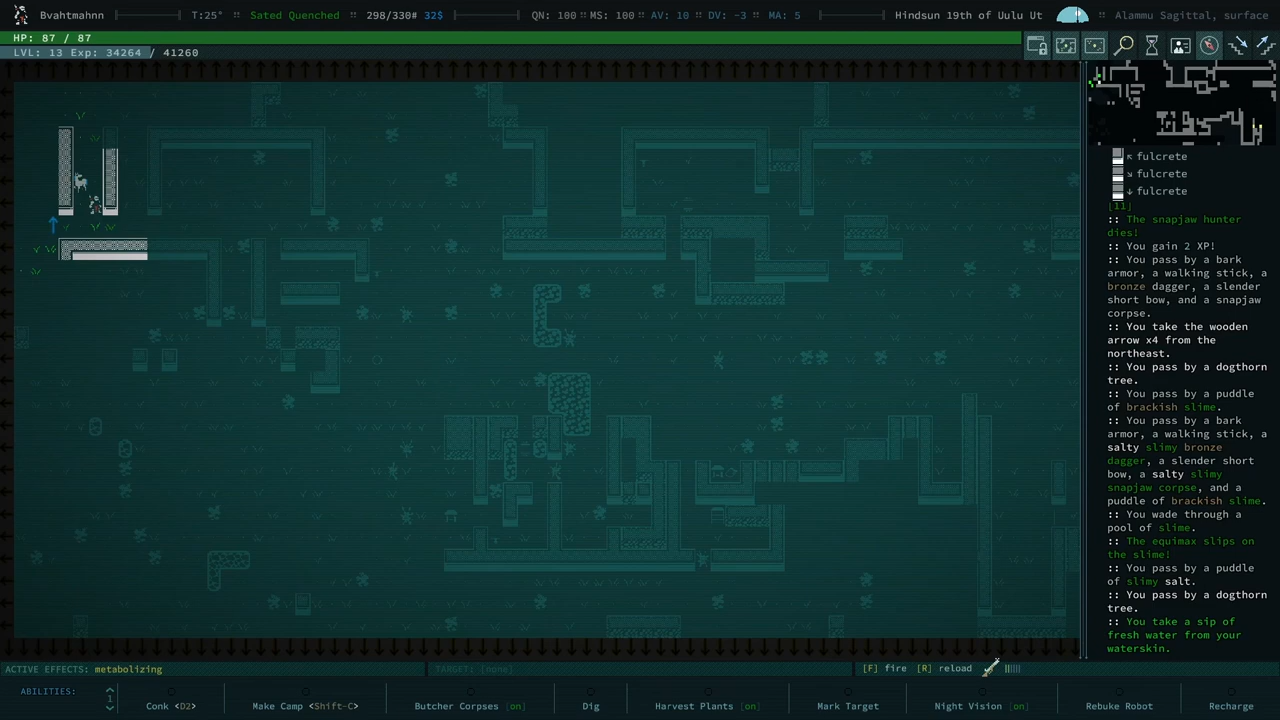 Bvahtmahnn T:25° :: Sated Quenched 298/330# 32$ QN: 100 :: MS: 100 :: AV: 10 :: DV: -3 :: MA: 5 Hindsun 19th of Uulu Ut :: Alammu Sagittal, surface
HP: 87 / 87
LVL: 13 Exp: 34264 / 41260
fulcrete
fulcrete
fulcrete
[11]
:: The snapjaw hunter
dies!
:: You gain 2 XP!
:: You pass by a bark
armor, a walking stick, a
bronze dagger, a slender
short bow, and a snapjaw
corpse.
:: You take the wooden
arrow x4 from the
northeast.
:: You pass by a dogthorn
tree.
:: You pass by a puddle
of brackish slime.
:: You pass by a bark
armor, a walking stick, a
salty slimy bronze
dagger, a slender short
bow, a salty slimy
snapjaw corpse, and a
puddle of brackish slime.
:: You wade through a
pool of slime.
:: The equimax slips on
the slime!
:: You pass by a puddle
of slimy salt.
:: You pass by a dogthorn
tree.
:: You take a sip of
fresh water from your
waterskin.
ACTIVE EFFECTS: metabolizing TARGET: [none] [F] fire [R] reload
ABILITIES: 1 Conk <D2> Make Camp <Shift-C> Butcher Corpses [on] Dig Harvest Plants [on] Mark Target Night Vision [on] Rebuke Robot Recharge